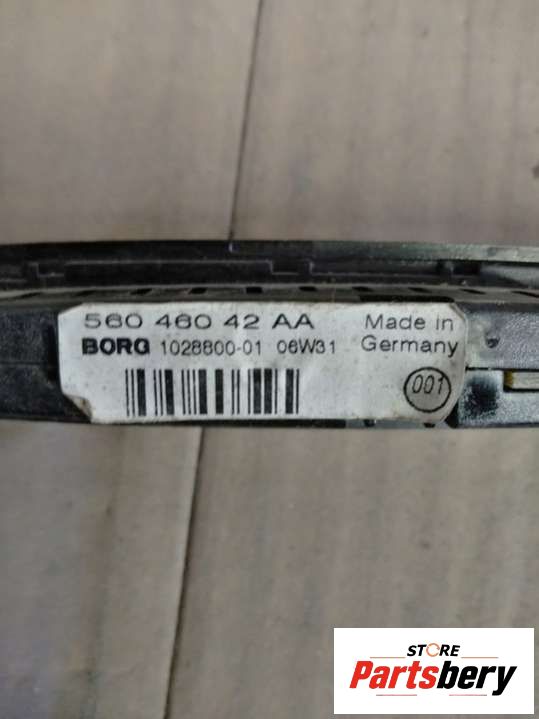 560 460 42 AA
Made in
Germany
BORG 1028800-01 06W31
001
STORE
Partsbery